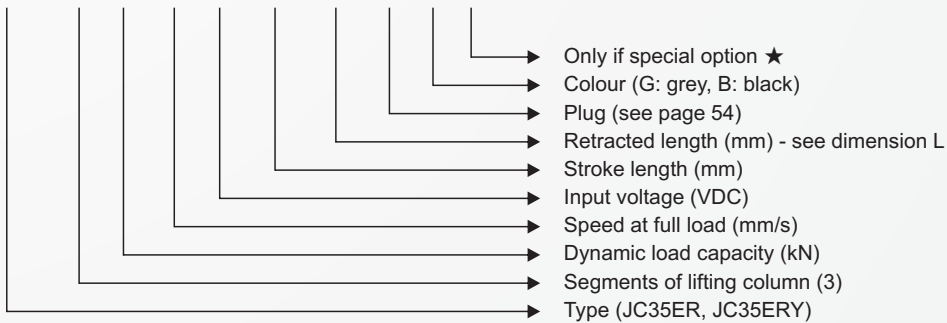 Only if special option ★
Colour (G: grey, B: black)
Plug (see page 54)
Retracted length (mm) - see dimension L
Stroke length (mm)
Input voltage (VDC)
Speed at full load (mm/s)
Dynamic load capacity (kN)
Segments of lifting column (3)
Type (JC35ER, JC35ERY)